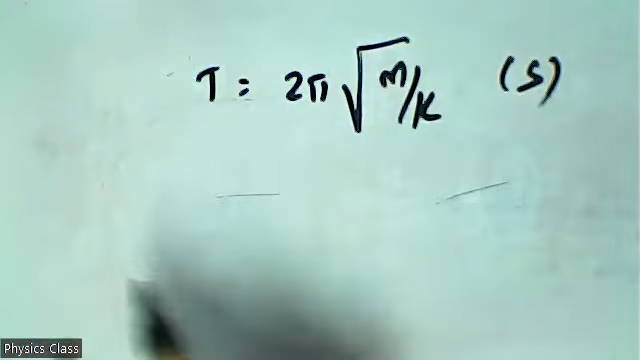 T = 2π √m/k (s)
Physics Class